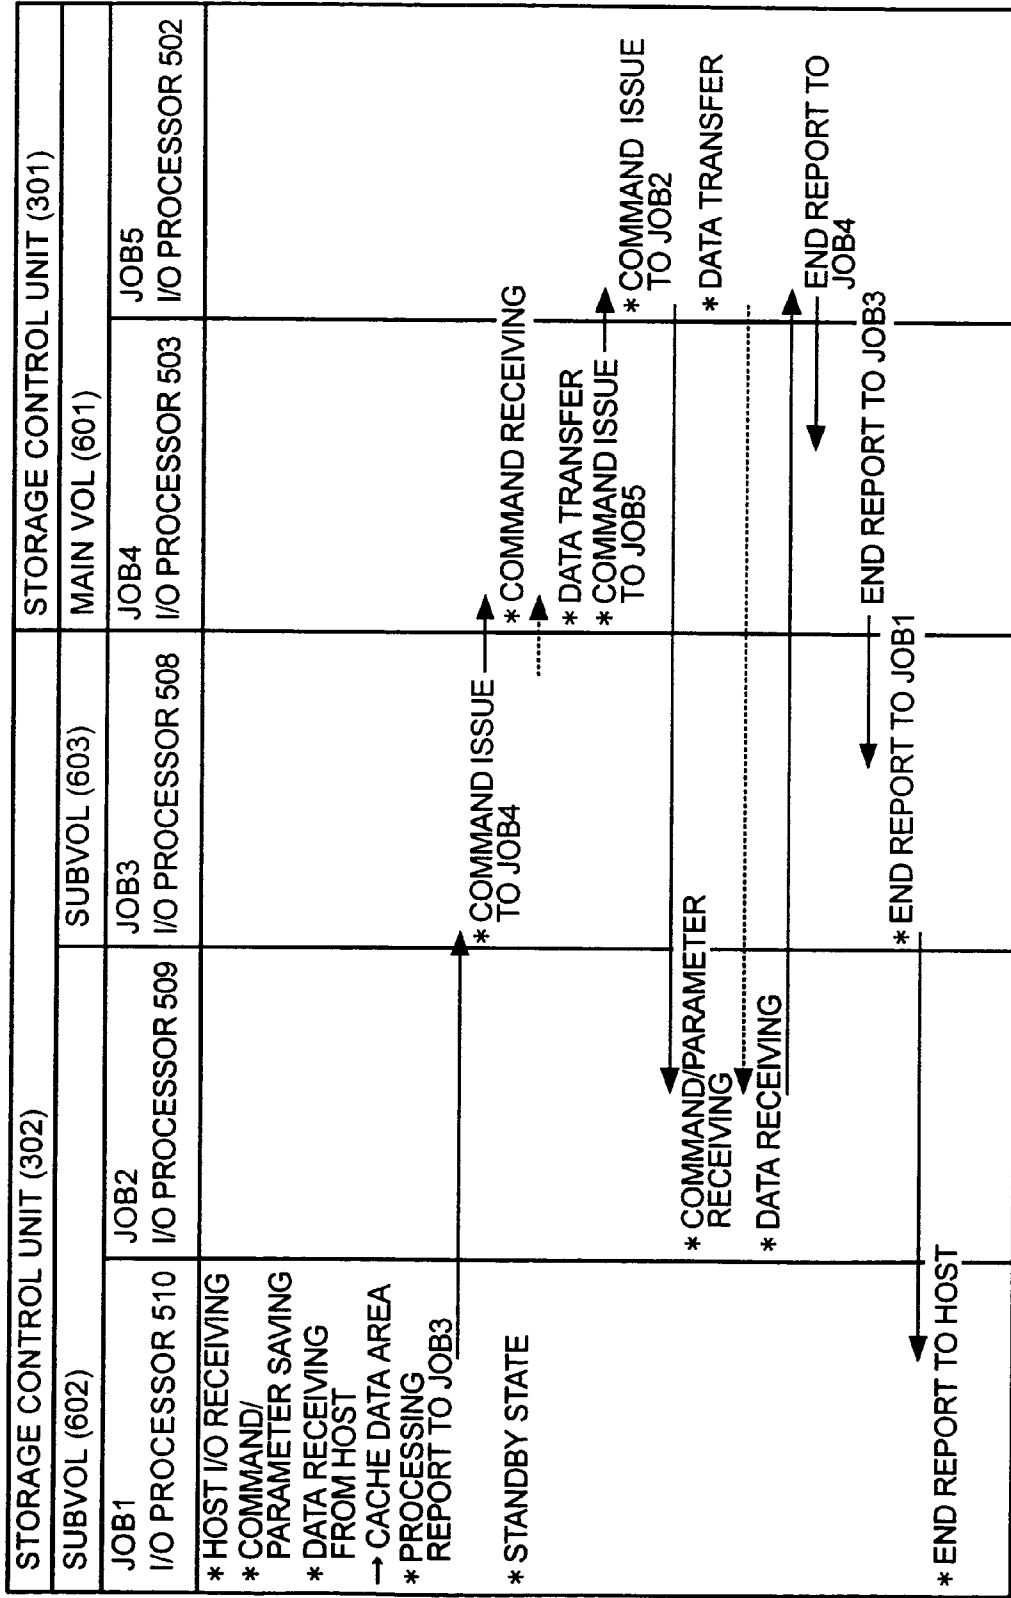 STORAGE CONTROL UNIT (302)
STORAGE CONTROL UNIT (301)
SUBVOL (602)
SUBVOL (603)
MAIN VOL (601)
JOB1
I/O PROCESSOR 510
JOB2
I/O PROCESSOR 509
JOB3
I/O PROCESSOR 508
JOB4
I/O PROCESSOR 503
JOB5
I/O PROCESSOR 502
* HOST I/O RECEIVING
* COMMAND/
PARAMETER SAVING
* DATA RECEIVING
FROM HOST
→ CACHE DATA AREA
* PROCESSING
REPORT TO JOB3
* STANDBY STATE
* COMMAND ISSUE
TO JOB4
* COMMAND RECEIVING
* DATA TRANSFER
* COMMAND ISSUE
TO JOB5
* COMMAND ISSUE
TO JOB2
* COMMAND/PARAMETER
RECEIVING
* DATA TRANSFER
* DATA RECEIVING
END REPORT TO
JOB4
END REPORT TO JOB3
* END REPORT TO JOB1
* END REPORT TO HOST